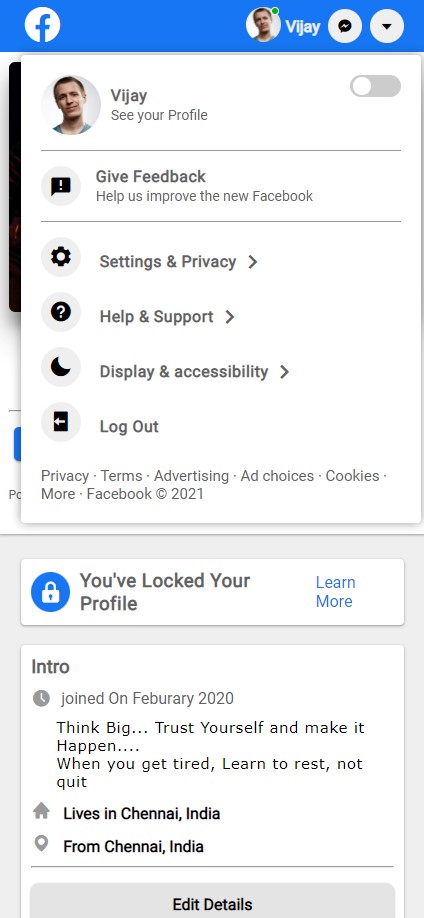 Vijay
Vijay
See your Profile
Give Feedback
Help us improve the new Facebook
Settings & Privacy
Help & Support
Display & accessibility
Log Out
Privacy · Terms · Advertising · Ad choices · Cookies ·
More · Facebook © 2021
Po
You've Locked Your
Profile
Learn
More
Intro
joined On Feburary 2020
Think Big... Trust Yourself and make it
Happen....
When you get tired, Learn to rest, not
quit
Lives in Chennai, India
From Chennai, India
Edit Details